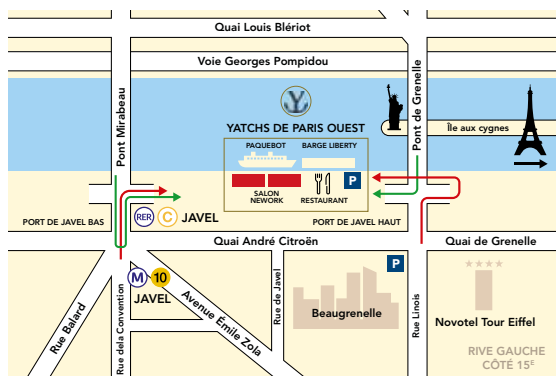 Quai Louis Blériot
Voie Georges Pompidou
Pont Mirabeau
Pont de Grenelle
YATCHS DE PARIS OUEST
PAQUEBOT
BARGE LIBERTY
Île aux cygnes
SALON
NEWORK
RESTAURANT
P
PORT DE JAVEL BAS
RER
C
JAVEL
PORT DE JAVEL HAUT
Quai André Citroën
Quai de Grenelle
M
10
JAVEL
P
Rue Balard
Rue dela Convention
Avenue Émile Zola
Rue de Javel
Beaugrenelle
Rue Linois
Novotel Tour Eiffel
RIVE GAUCHE
CÔTÉ 15E